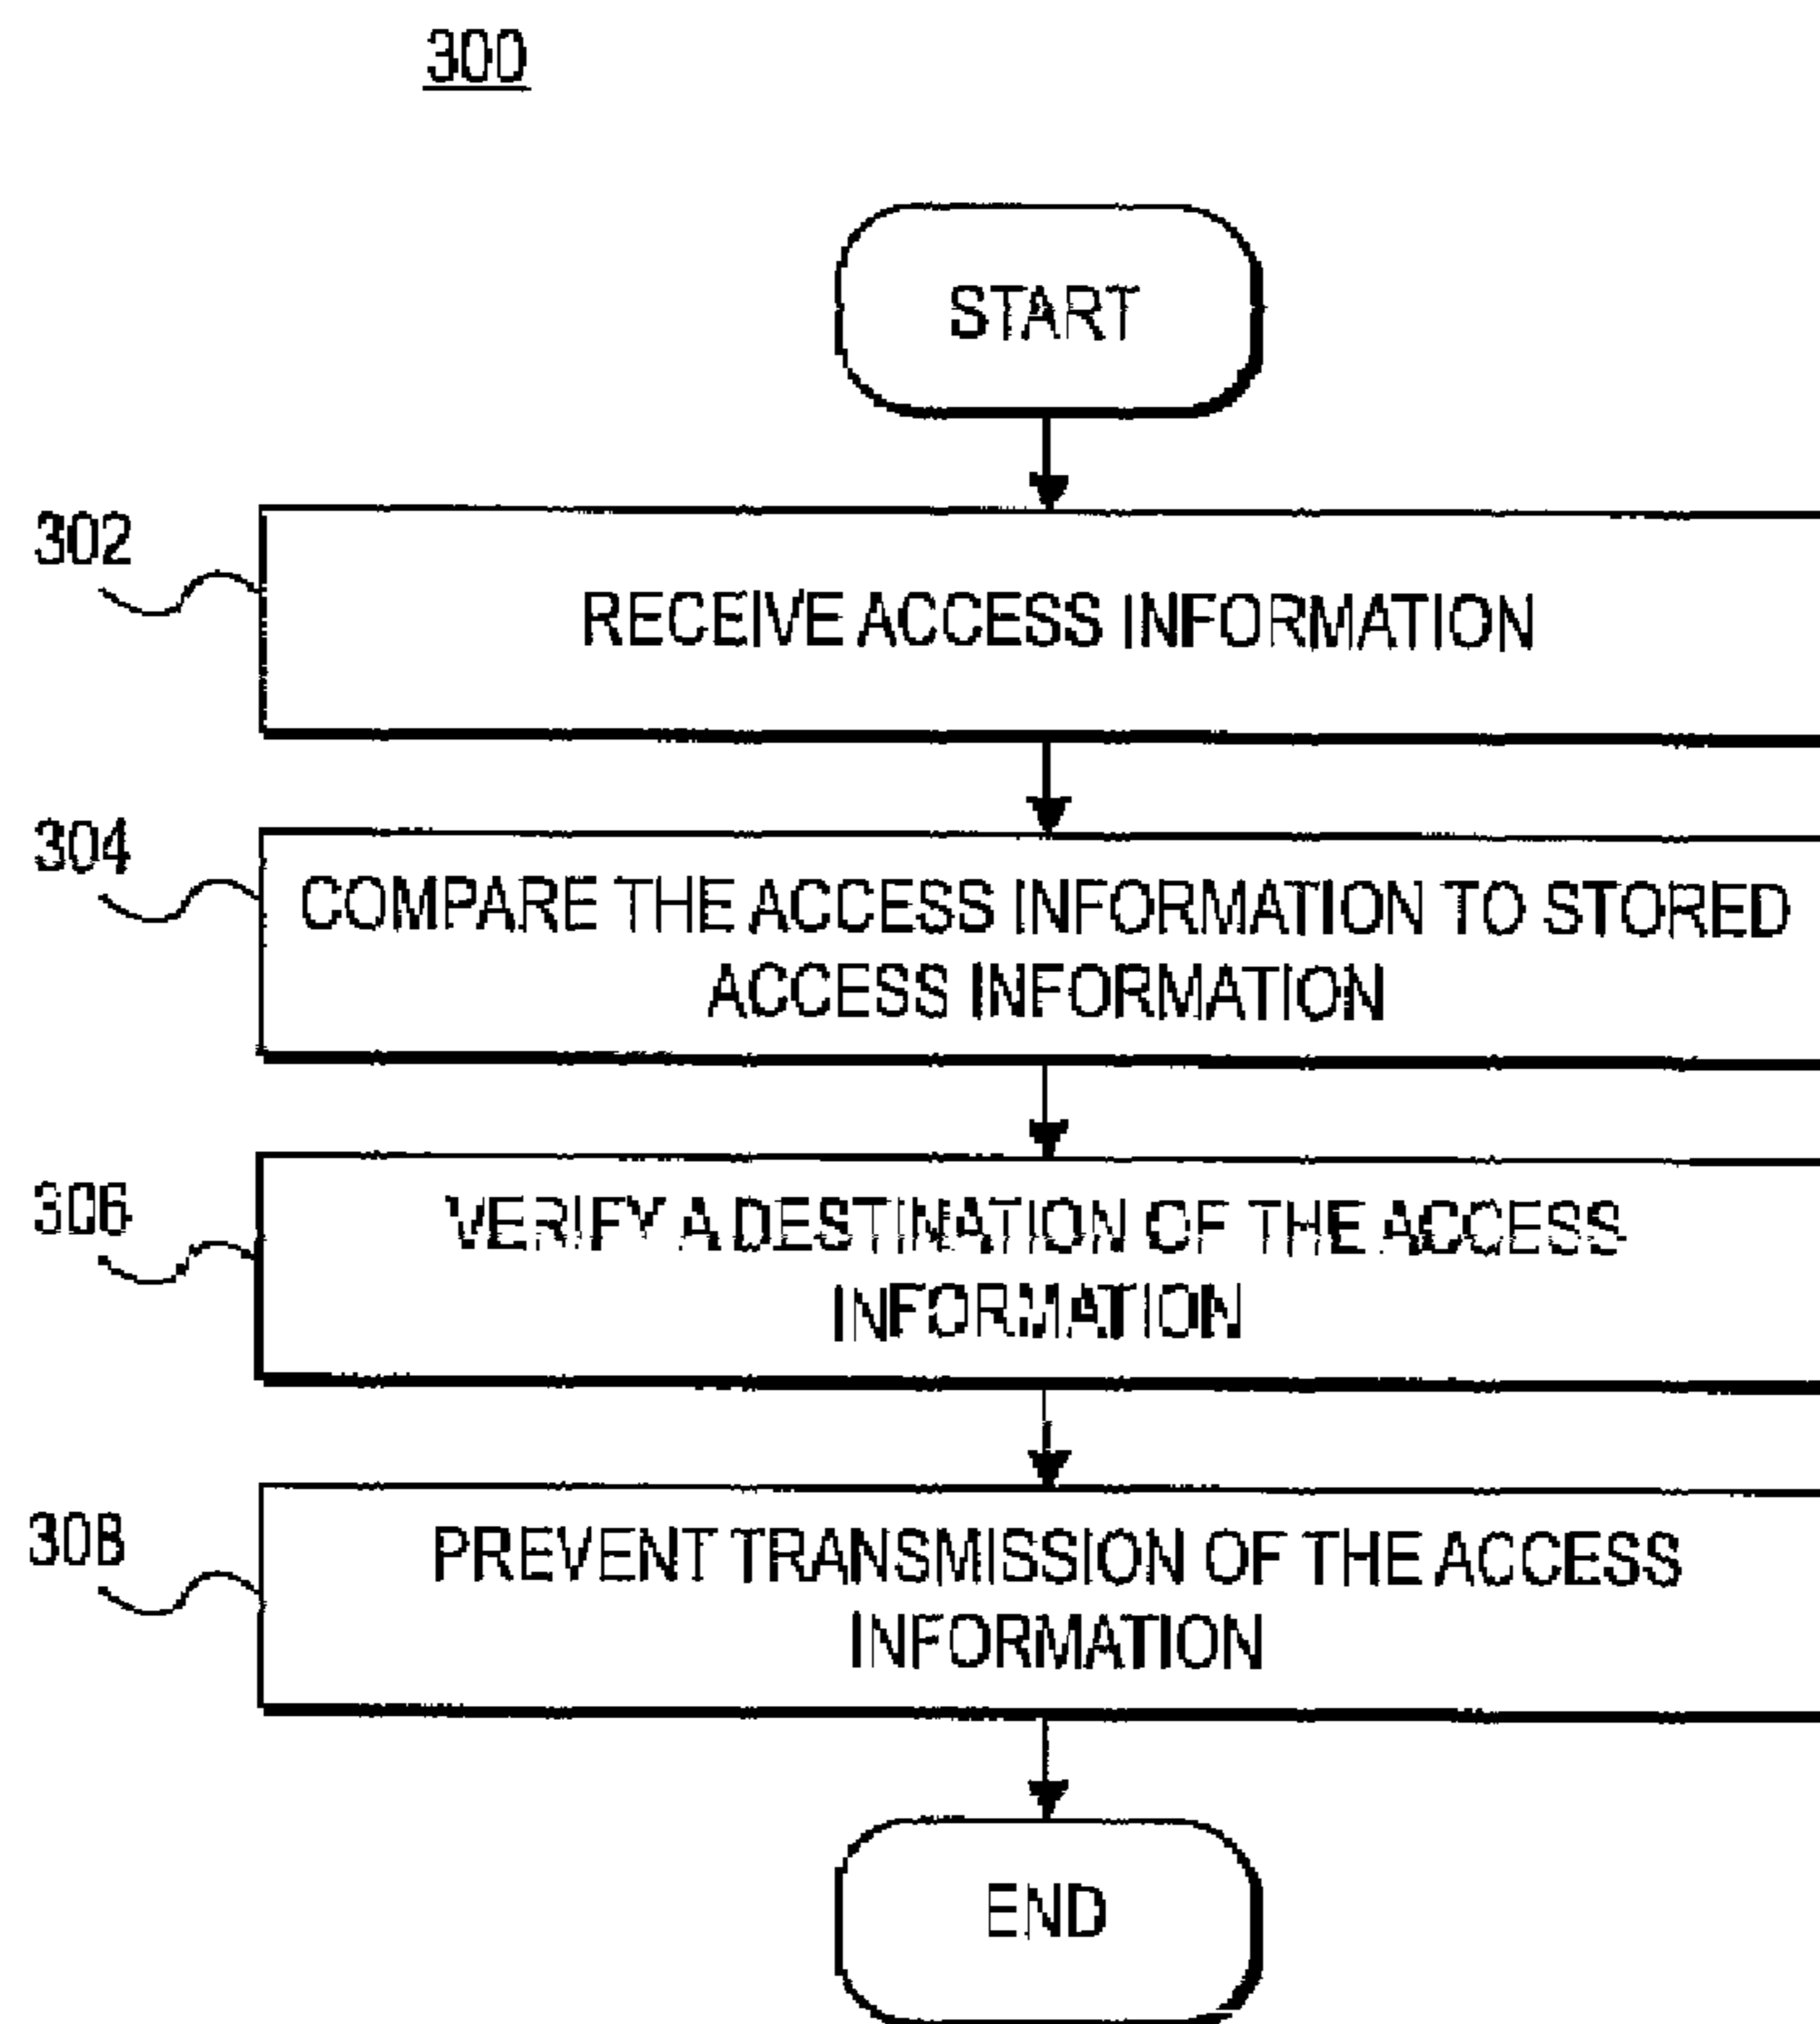 300
START
302
RECEIVE ACCESS INFORMATION
304
COMPARE THE ACCESS INFORMATION TO STORED
ACCESS INFORMATION
306
VERIFY A DESTINATION OF THE ACCESS
INFORMATION
308
PREVENT TRANSMISSION OF THE ACCESS
INFORMATION
END